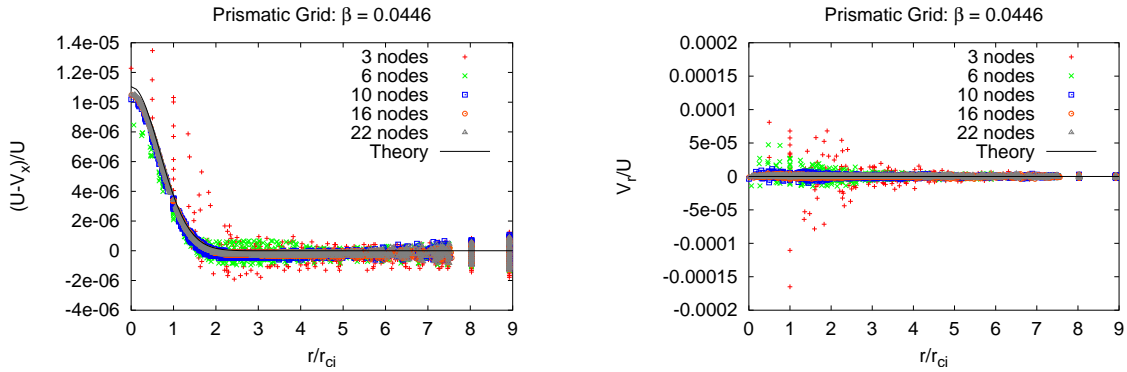 Prismatic Grid: β = 0.0446
(U-Vx)/U
1.4e-05
1.2e-05
1e-05
8e-06
6e-06
4e-06
2e-06
0
-2e-06
-4e-06
3 nodes
6 nodes
10 nodes
16 nodes
22 nodes
Theory
0 1 2 3 4 5 6 7 8 9
r/rci
Prismatic Grid: β = 0.0446
Vr/U
0.0002
0.00015
0.0001
5e-05
0
-5e-05
-0.0001
-0.00015
-0.0002
3 nodes
6 nodes
10 nodes
16 nodes
22 nodes
Theory
0 1 2 3 4 5 6 7 8 9
r/rci